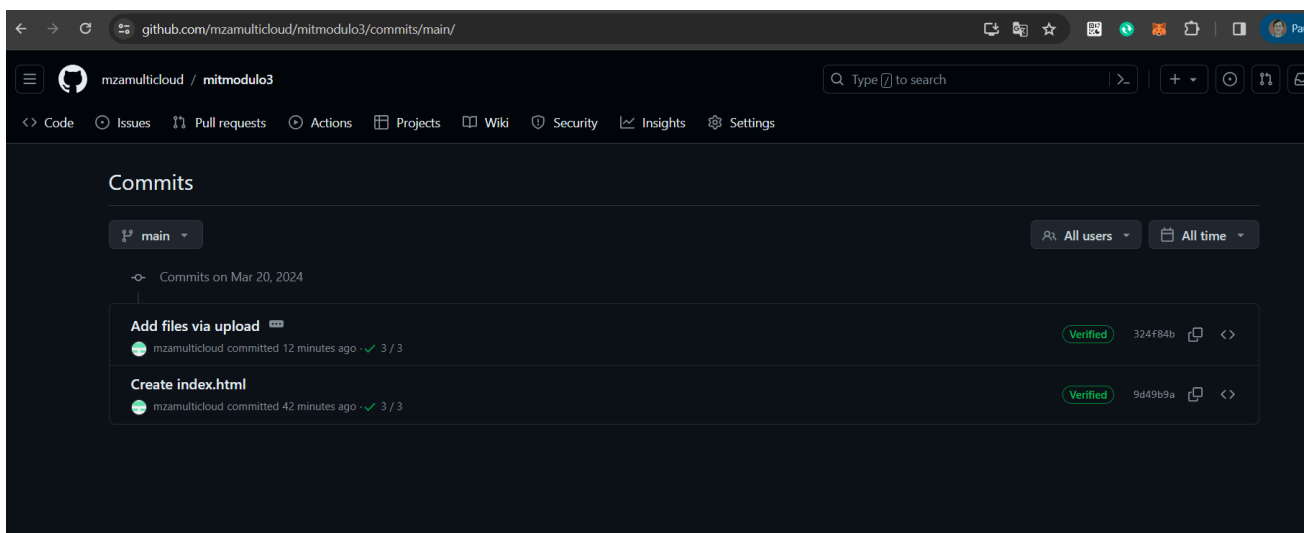 github.com/mzamulticloud/mitmodulo3/commits/main/
Pau
mzamulticloud / mitmodulo3
Type / to search
Code Issues Pull requests Actions Projects Wiki Security Insights Settings
Commits
main
All users All time
Commits on Mar 20, 2024
Add files via upload
Verified 324f84b
mzamulticloud committed 12 minutes ago · 3 / 3
Create index.html
Verified 9d49b9a
mzamulticloud committed 42 minutes ago · 3 / 3